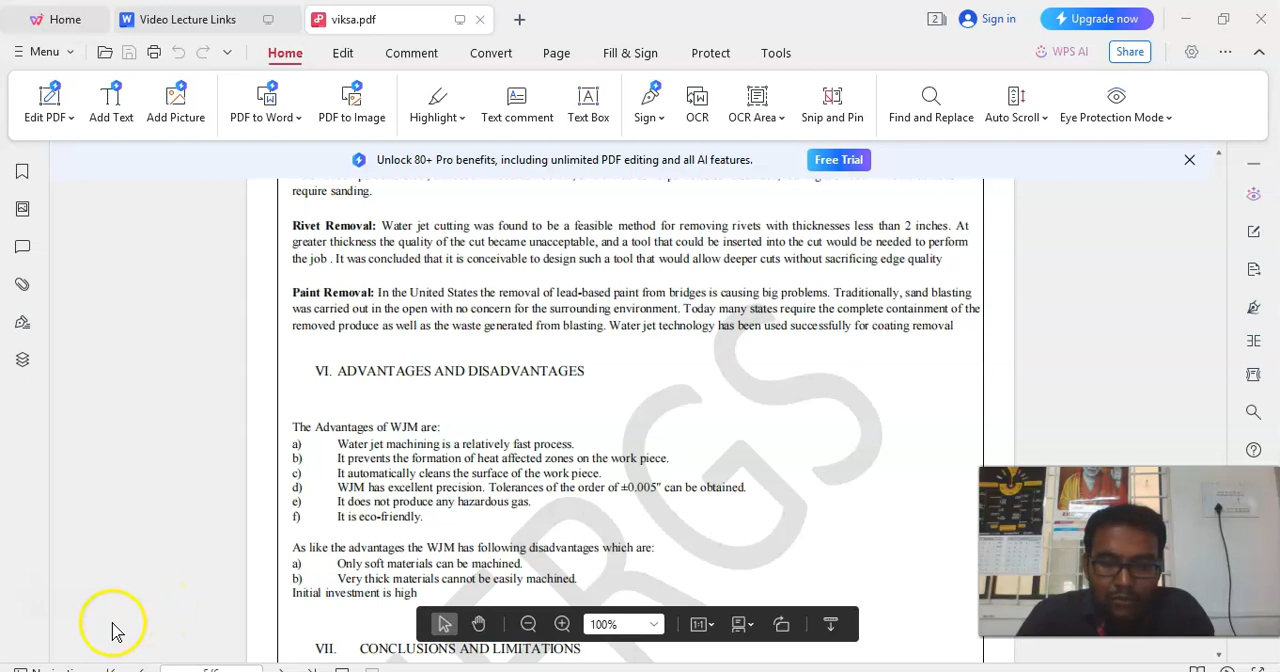 Home
Video Lecture Links
viksa.pdf
2
Sign in
Upgrade now
Menu
Home
Edit
Comment
Convert
Page
Fill & Sign
Protect
Tools
WPS AI
Share
Edit PDF
Add Text
Add Picture
PDF to Word
PDF to Image
Highlight
Text comment
Text Box
Sign
OCR
OCR Area
Snip and Pin
Find and Replace
Auto Scroll
Eye Protection Mode
Unlock 80+ Pro benefits, including unlimited PDF editing and all AI features.
Free Trial
require sanding.
Rivet Removal: Water jet cutting was found to be a feasible method for removing rivets with thicknesses less than 2 inches. At
greater thickness the quality of the cut became unacceptable, and a tool that could be inserted into the cut would be needed to perform
the job . It was concluded that it is conceivable to design such a tool that would allow deeper cuts without sacrificing edge quality
Paint Removal: In the United States the removal of lead-based paint from bridges is causing big problems. Traditionally, sand blasting
was carried out in the open with no concern for the surrounding environment. Today many states require the complete containment of the
removed produce as well as the waste generated from blasting. Water jet technology has been used successfully for coating removal
VI. ADVANTAGES AND DISADVANTAGES
The Advantages of WJM are:
a) Water jet machining is a relatively fast process.
b) It prevents the formation of heat affected zones on the work piece.
c) It automatically cleans the surface of the work piece.
d) WJM has excellent precision. Tolerances of the order of ±0.005″ can be obtained.
e) It does not produce any hazardous gas.
f) It is eco-friendly.
As like the advantages the WJM has following disadvantages which are:
a) Only soft materials can be machined.
b) Very thick materials cannot be easily machined.
Initial investment is high
100%
1:1
VII. CONCLUSIONS AND LIMITATIONS
ERGS